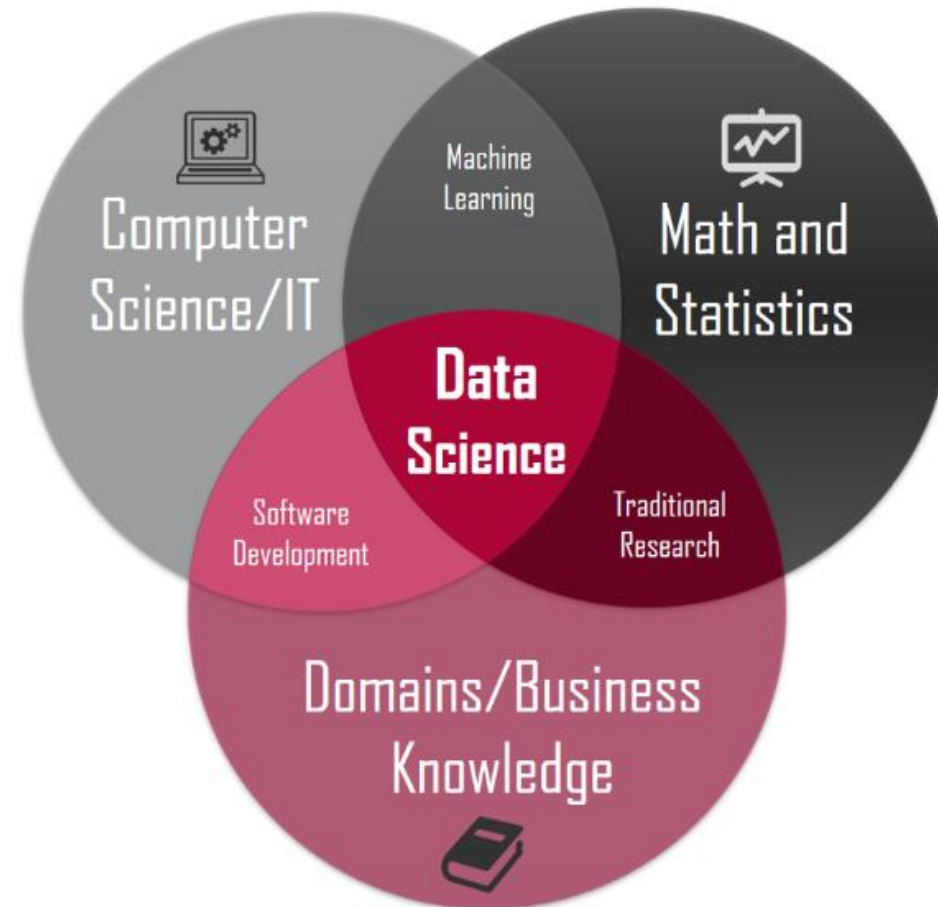 Machine
Learning
Computer
Science/IT
Math and
Statistics
Data
Science
Software
Development
Traditional
Research
Domains/Business
Knowledge